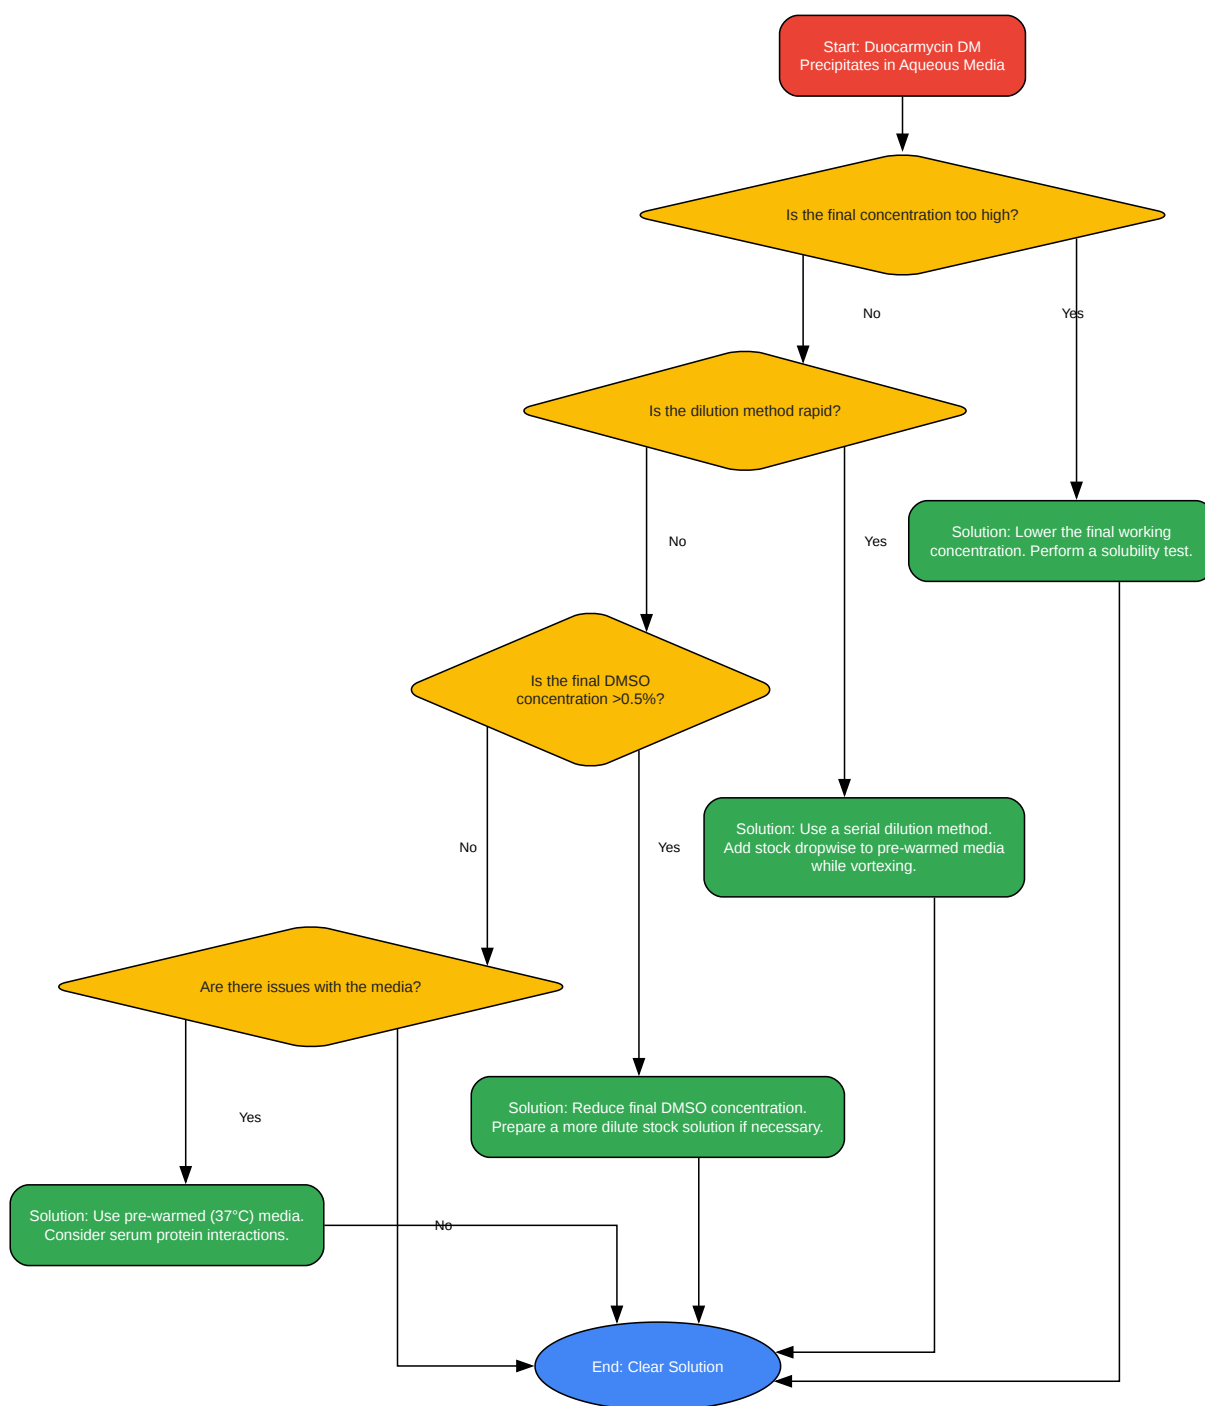 Start: Duocarmycin DM
Precipitates in Aqueous Media
Is the final concentration too high?
No
Yes
Is the dilution method rapid?
No
Yes
Solution: Lower the final working
concentration. Perform a solubility test.
Is the final DMSO
concentration >0.5%?
No
Yes
Solution: Use a serial dilution method.
Add stock dropwise to pre-warmed media
while vortexing.
Are there issues with the media?
Yes
Solution: Reduce final DMSO concentration.
Prepare a more dilute stock solution if necessary.
Solution: Use pre-warmed (37°C) media.
Consider serum protein interactions.
No
End: Clear Solution